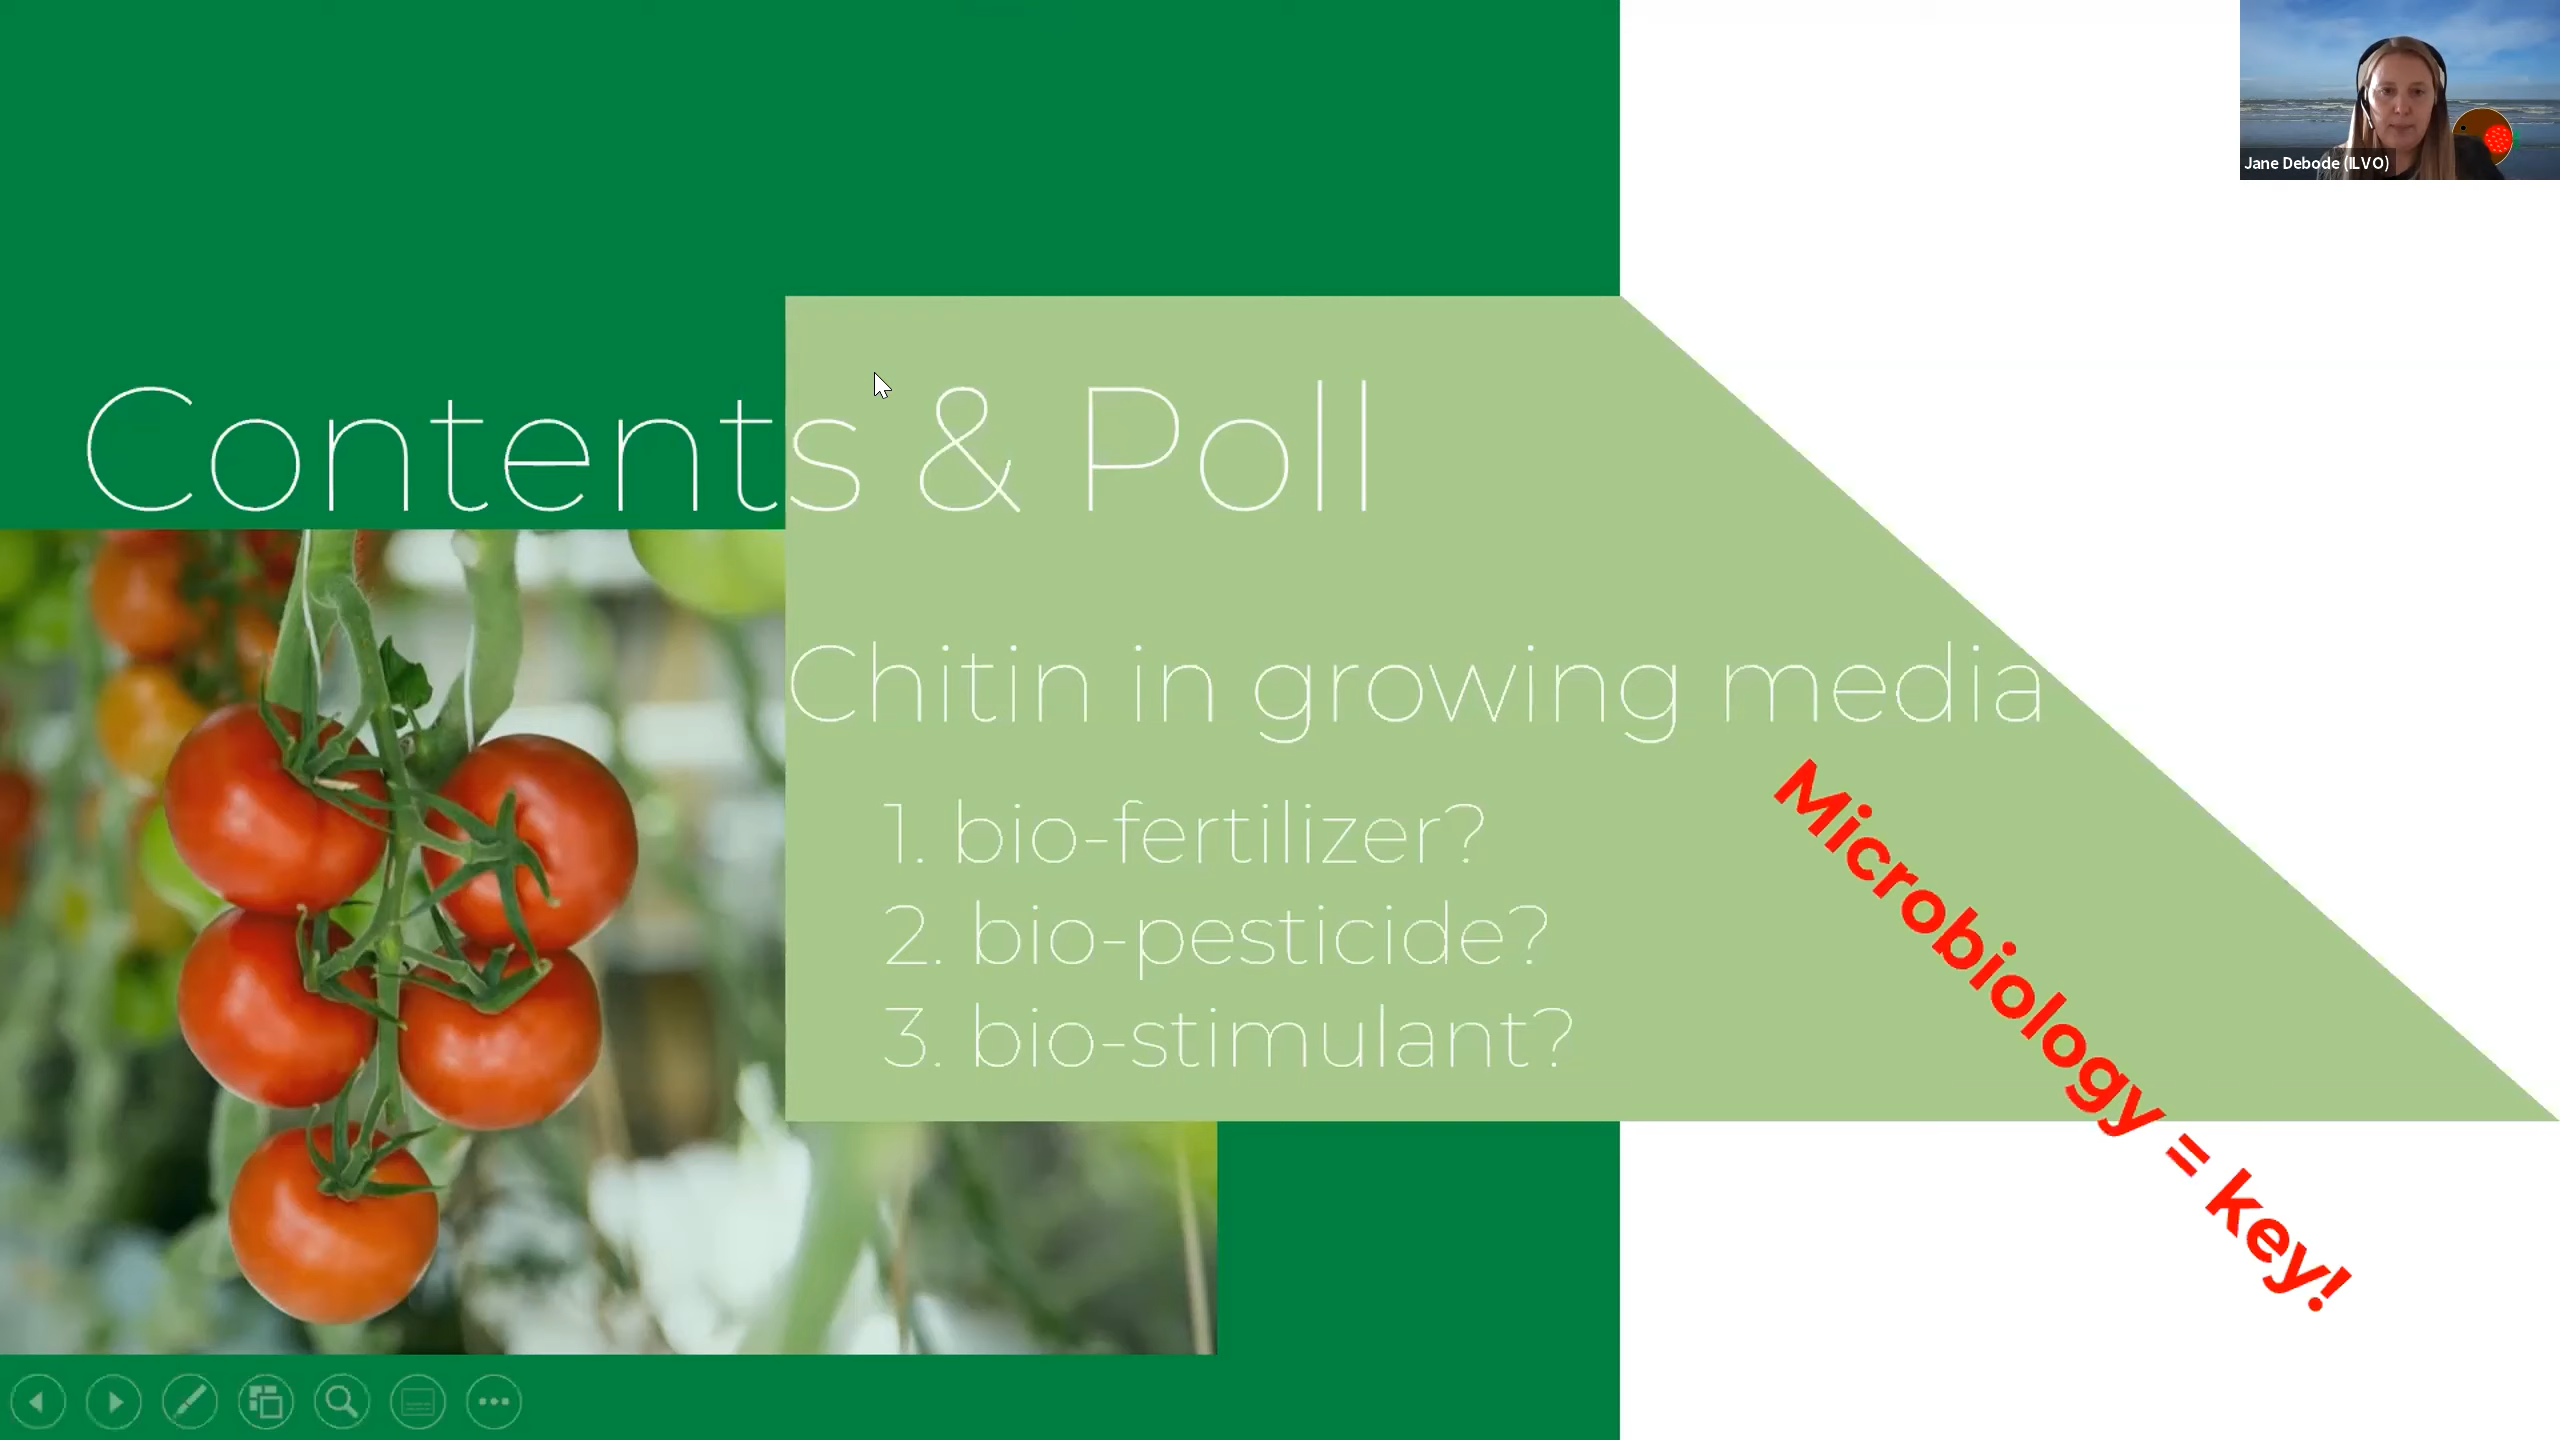 Jane Debode (ILVO)
Contents & Poll
Chitin in growing media
1. bio-fertilizer?
2. bio-pesticide?
3. bio-stimulant?
Microbiology = key!